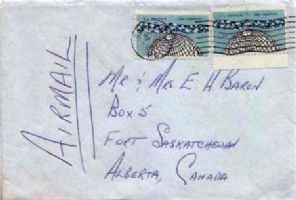 AIRMAIL
Mr & Mrs. E. H. Baron
Box 5
Fort Saskatchewan
Alberta, Canada